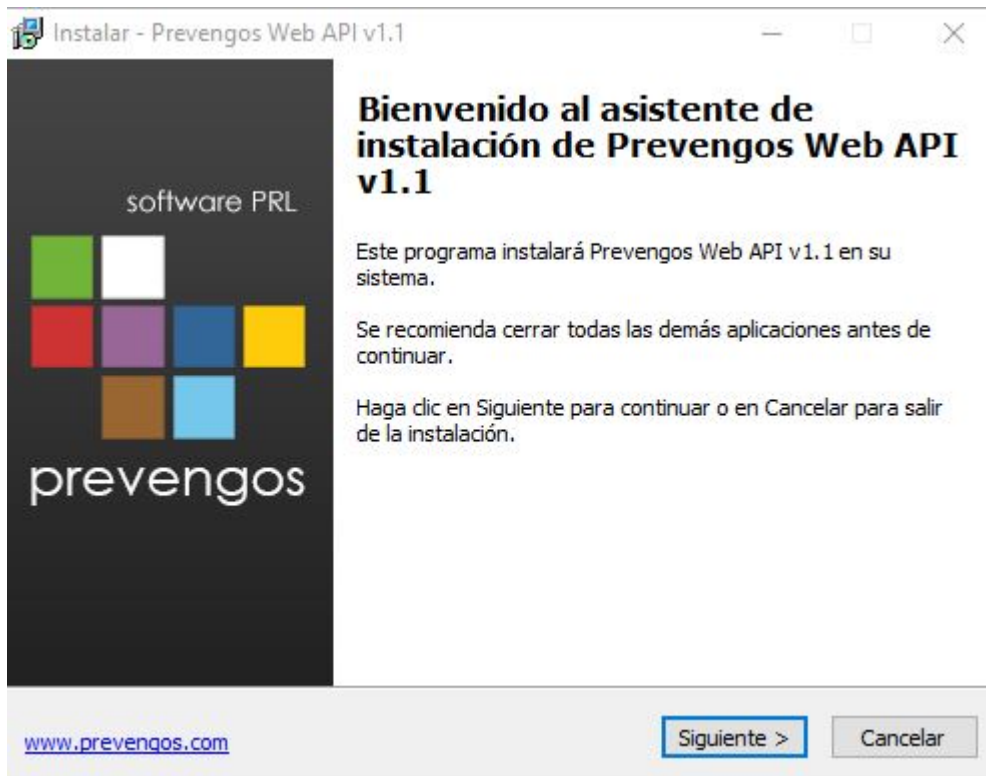 Instalar - Prevengos Web API v1.1
software PRL
prevengos
Bienvenido al asistente de
instalación de Prevengos Web API
v1.1
Este programa instalará Prevengos Web API v1.1 en su
sistema.
Se recomienda cerrar todas las demás aplicaciones antes de
continuar.
Haga clic en Siguiente para continuar o en Cancelar para salir
de la instalación.
www.prevengos.com
Siguiente >
Cancelar